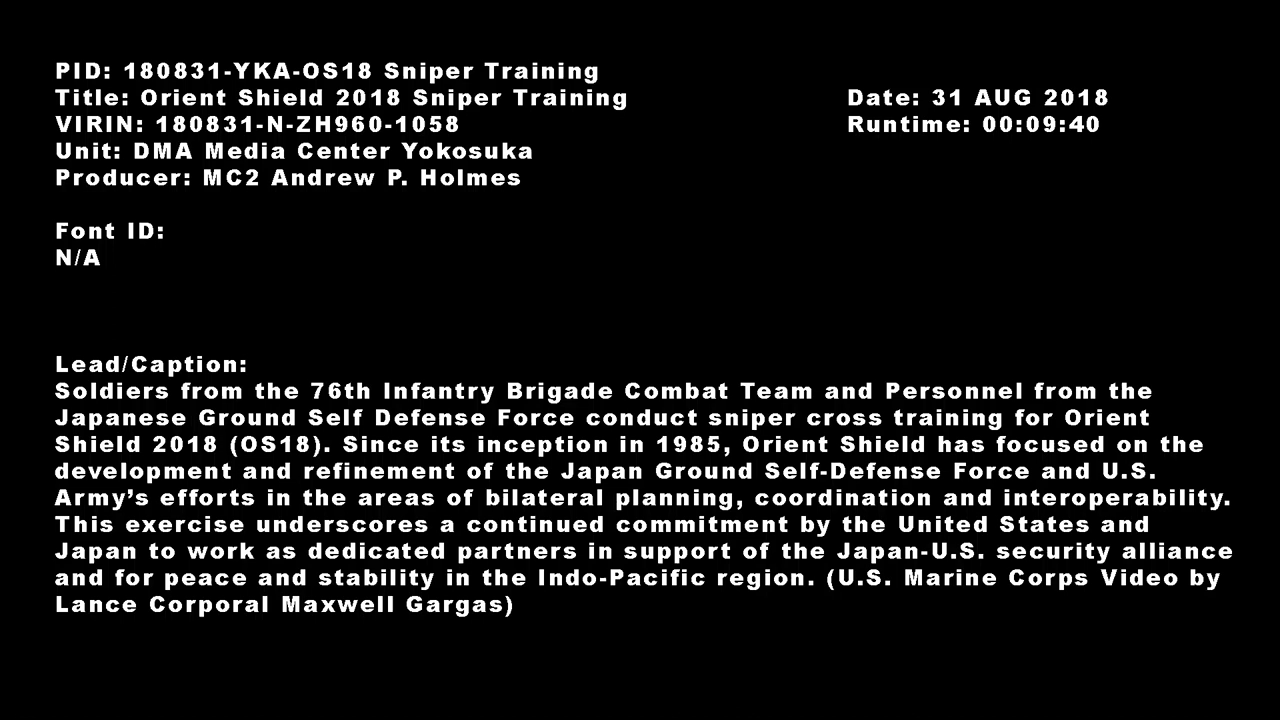 PID: 180831-YKA-OS18 Sniper Training
Title: Orient Shield 2018 Sniper Training
Date: 31 AUG 2018
VIRIN: 180831-N-ZH960-1058
Runtime: 00:09:40
Unit: DMA Media Center Yokosuka
Producer: MC2 Andrew P. Holmes
Font ID:
N/A
Lead/Caption:
Soldiers from the 76th Infantry Brigade Combat Team and Personnel from the
Japanese Ground Self Defense Force conduct sniper cross training for Orient
Shield 2018 (OS18). Since its inception in 1985, Orient Shield has focused on the
development and refinement of the Japan Ground Self-Defense Force and U.S.
Army’s efforts in the areas of bilateral planning, coordination and interoperability.
This exercise underscores a continued commitment by the United States and
Japan to work as dedicated partners in support of the Japan-U.S. security alliance
and for peace and stability in the Indo-Pacific region. (U.S. Marine Corps Video by
Lance Corporal Maxwell Gargas)